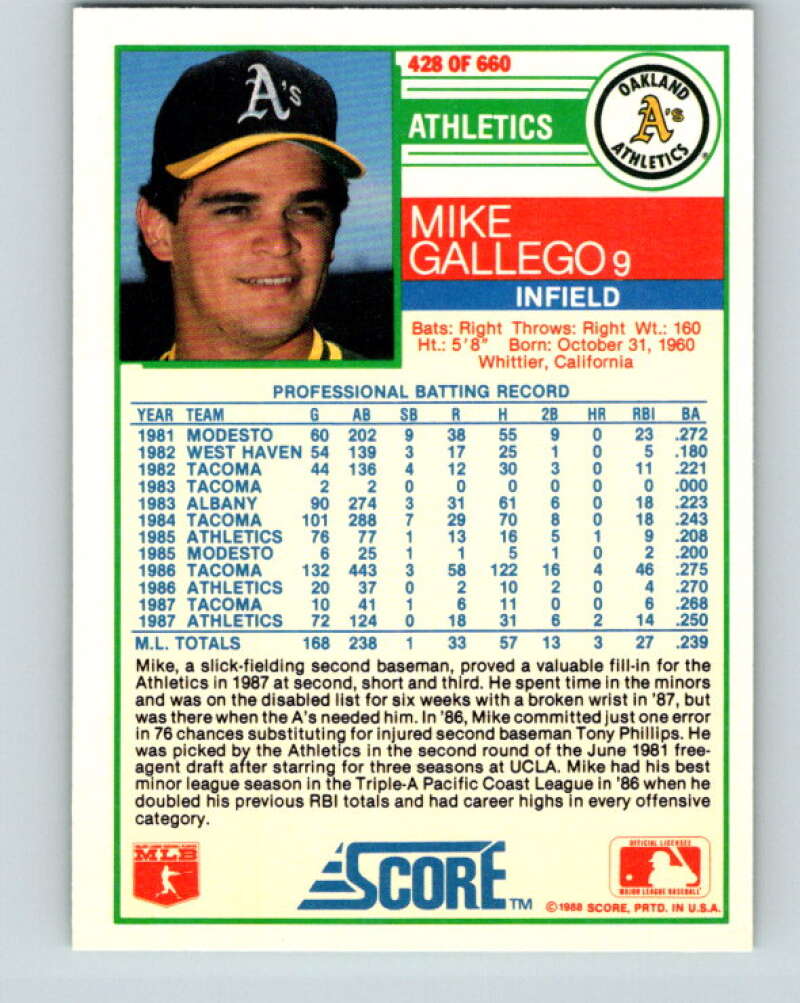 A's
428 OF 660
ATHLETICS
OAKLAND
A's
ATHLETICS
MIKE
GALLEGO 9
INFIELD
Bats: Right Throws: Right Wt.: 160
Ht.: 5'8" Born: October 31, 1960
Whittier, California
PROFESSIONAL BATTING RECORD
YEAR TEAM G AB SB R H 2B HR RBI BA
1981 MODESTO 60 202 9 38 55 9 0 23 .272
1982 WEST HAVEN 54 139 3 17 25 1 0 5 .180
1982 TACOMA 44 136 4 12 30 3 0 11 .221
1983 TACOMA 2 2 0 0 0 0 0 0 .000
1983 ALBANY 90 274 3 31 61 6 0 18 .223
1984 TACOMA 101 288 7 29 70 8 0 18 .243
1985 ATHLETICS 76 77 1 13 16 5 1 9 .208
1985 MODESTO 6 25 1 1 5 1 0 2 .200
1986 TACOMA 132 443 3 58 122 16 4 46 .275
1986 ATHLETICS 20 37 0 2 10 2 0 4 .270
1987 TACOMA 10 41 1 6 11 0 0 6 .268
1987 ATHLETICS 72 124 0 18 31 6 2 14 .250
M.L. TOTALS 168 238 1 33 57 13 3 27 .239
Mike, a slick-fielding second baseman, proved a valuable fill-in for the
Athletics in 1987 at second, short and third. He spent time in the minors
and was on the disabled list for six weeks with a broken wrist in '87, but
was there when the A's needed him. In '86, Mike committed just one error
in 76 chances substituting for injured second baseman Tony Phillips. He
was picked by the Athletics in the second round of the June 1981 free-
agent draft after starring for three seasons at UCLA. Mike had his best
minor league season in the Triple-A Pacific Coast League in '86 when he
doubled his previous RBI totals and had career highs in every offensive
category.
MLB
SCORE TM
OFFICIAL LICENSEE
MAJOR LEAGUE BASEBALL
©1988 SCORE, PRTD. IN U.S.A.